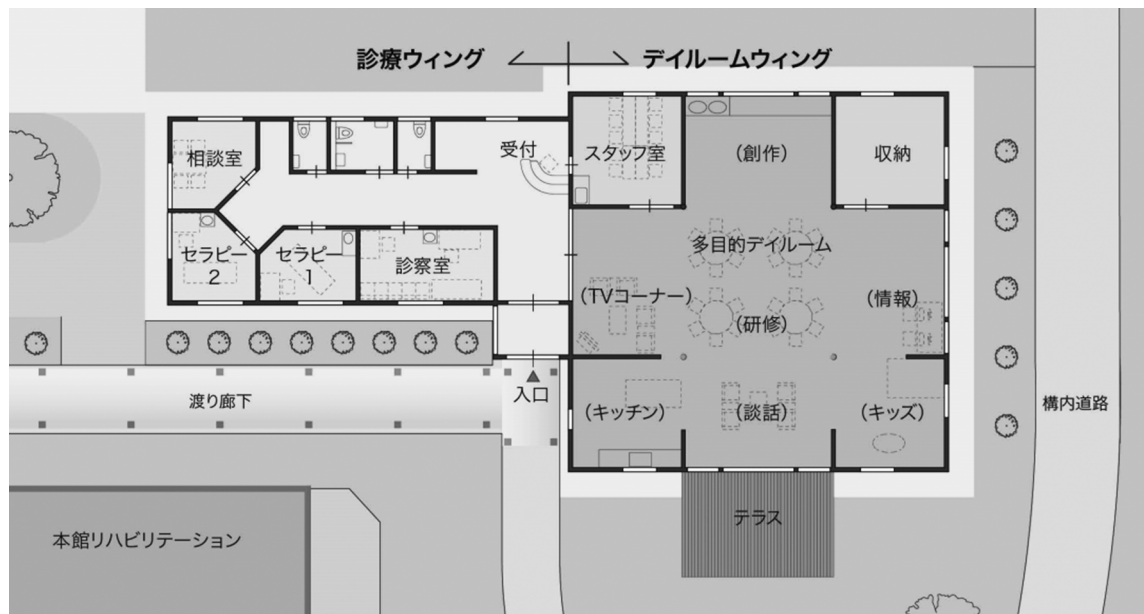 診療ウィング
デイルームウィング
相談室
受付
スタッフ室
（創作）
収納
多目的デイルーム
セラピー
2
セラピー
1
診察室
（TVコーナー）
（情報）
（研修）
入口
渡り廊下
（キッチン）
（談話）
（キッズ）
構内道路
テラス
本館リハビリテーション